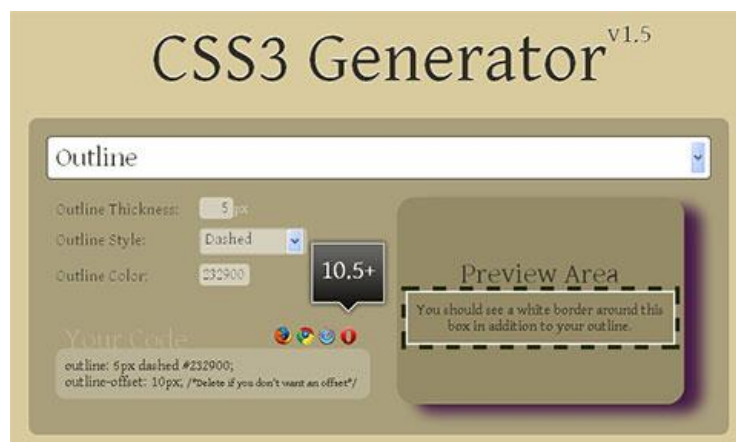 CSS3 Generator v1.5
Outline
Outline Thickness: 5 px
Outline Style: Dashed
Outline Color: 232900
10.5+
Your Code
outline: 5px dashed #232900;
outline-offset: 10px; /*Delete if you don't want an offset*/
Preview Area
You should see a white border around this
box in addition to your outline.